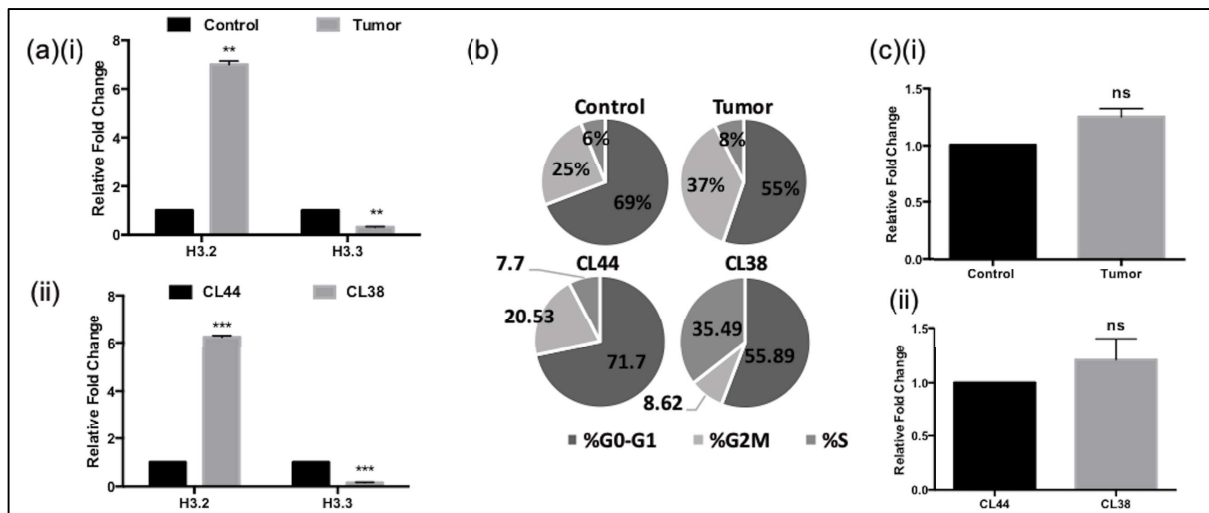 (a)(i)
Control
Tumor
Relative Fold Change
8
6
4
2
0
**
**
H3.2
H3.3
(ii)
CL44
CL38
Relative Fold Change
8
6
4
2
0
***
***
H3.2
H3.3
(b)
Control
Tumor
6%
25%
69%
8%
37%
55%
CL44
CL38
7.7
20.53
71.7
35.49
55.89
8.62
%G0-G1
%G2M
%S
(c)(i)
Relative Fold Change
1.5
1.0
0.5
0.0
ns
Control
Tumor
(ii)
Relative Fold Change
1.5
1.0
0.5
0.0
ns
CL44
CL38